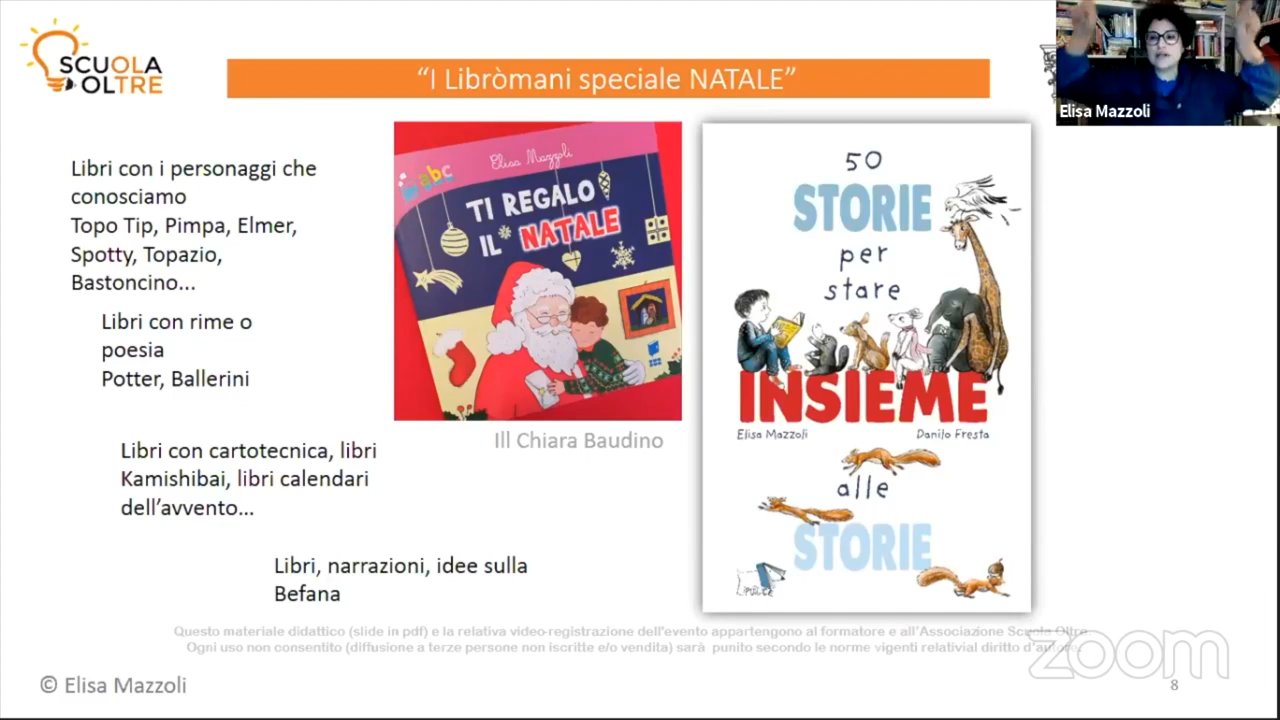 SCUOLA
OLTRE
“I Libròmani speciale NATALE”
Elisa Mazzoli
Libri con i personaggi che
conosciamo
Topo Tip, Pimpa, Elmer,
Spotty, Topazio,
Bastoncino...
Libri con rime o
poesia
Potter, Ballerini
Libri con cartotecnica, libri
Kamishibai, libri calendari
dell’avvento...
Libri, narrazioni, idee sulla
Befana
abc
Elisa Mazzoli
TI REGALO
IL NATALE
Ill Chiara Baudino
50
STORIE
per
stare
INSIEME
Elisa Mazzoli Danilo Fresta
alle
STORIE
Questo materiale didattico (slide in pdf) e la relativa video-registrazione dell'evento appartengono al formatore e all’Associazione Scuola Oltre
Ogni uso non consentito (diffusione a terze persone non iscritte e/o vendita) sarà punito secondo le norme vigenti relativial diritto d'autore.
zoom
© Elisa Mazzoli
8